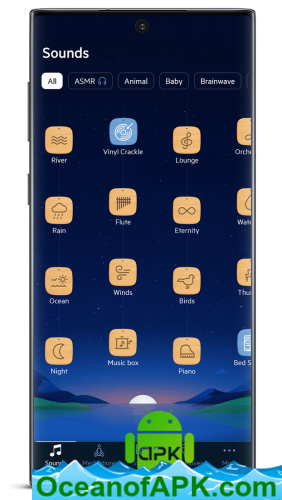 Sounds
All ASMR Animal Baby Brainwave
Vinyl Crackle
River Lounge Orche
Flute
Rain Eternity Wate
Winds
Ocean Birds Thu
Music box
Night Piano Bed S
Sounds
APK
OceanofAPK.com